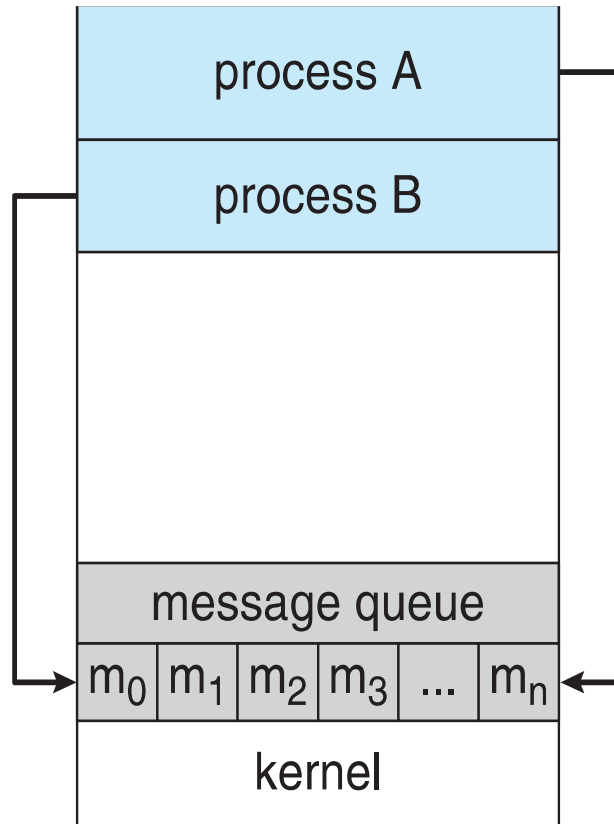 process A
process B
message queue
m₀ m₁ m₂ m₃ ... mₙ
kernel